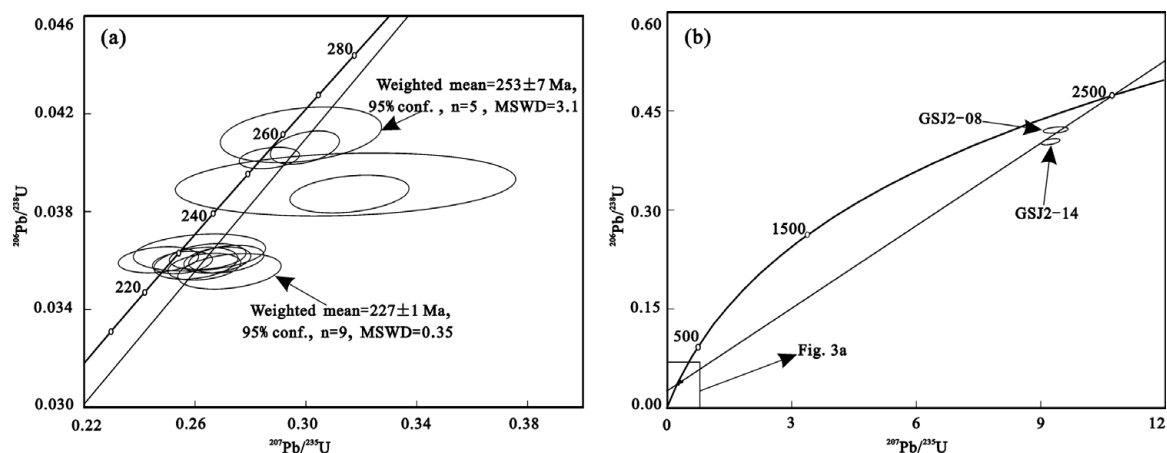 (a)
0.046
0.042
0.038
0.034
0.030
0.22
0.26
0.30
0.34
0.38
²⁰⁶Pb/²³⁸U
²⁰⁷Pb/²³⁵U
280
260
240
220
Weighted mean=253±7 Ma,
95% conf. , n=5 , MSWD=3.1
Weighted mean=227±1 Ma,
95% conf., n=9, MSWD=0.35
(b)
0.60
0.45
0.30
0.15
0.00
0
3
6
9
12
²⁰⁶Pb/²³⁸U
²⁰⁷Pb/²³⁵U
2500
1500
500
GSJ2-08
GSJ2-14
Fig. 3a